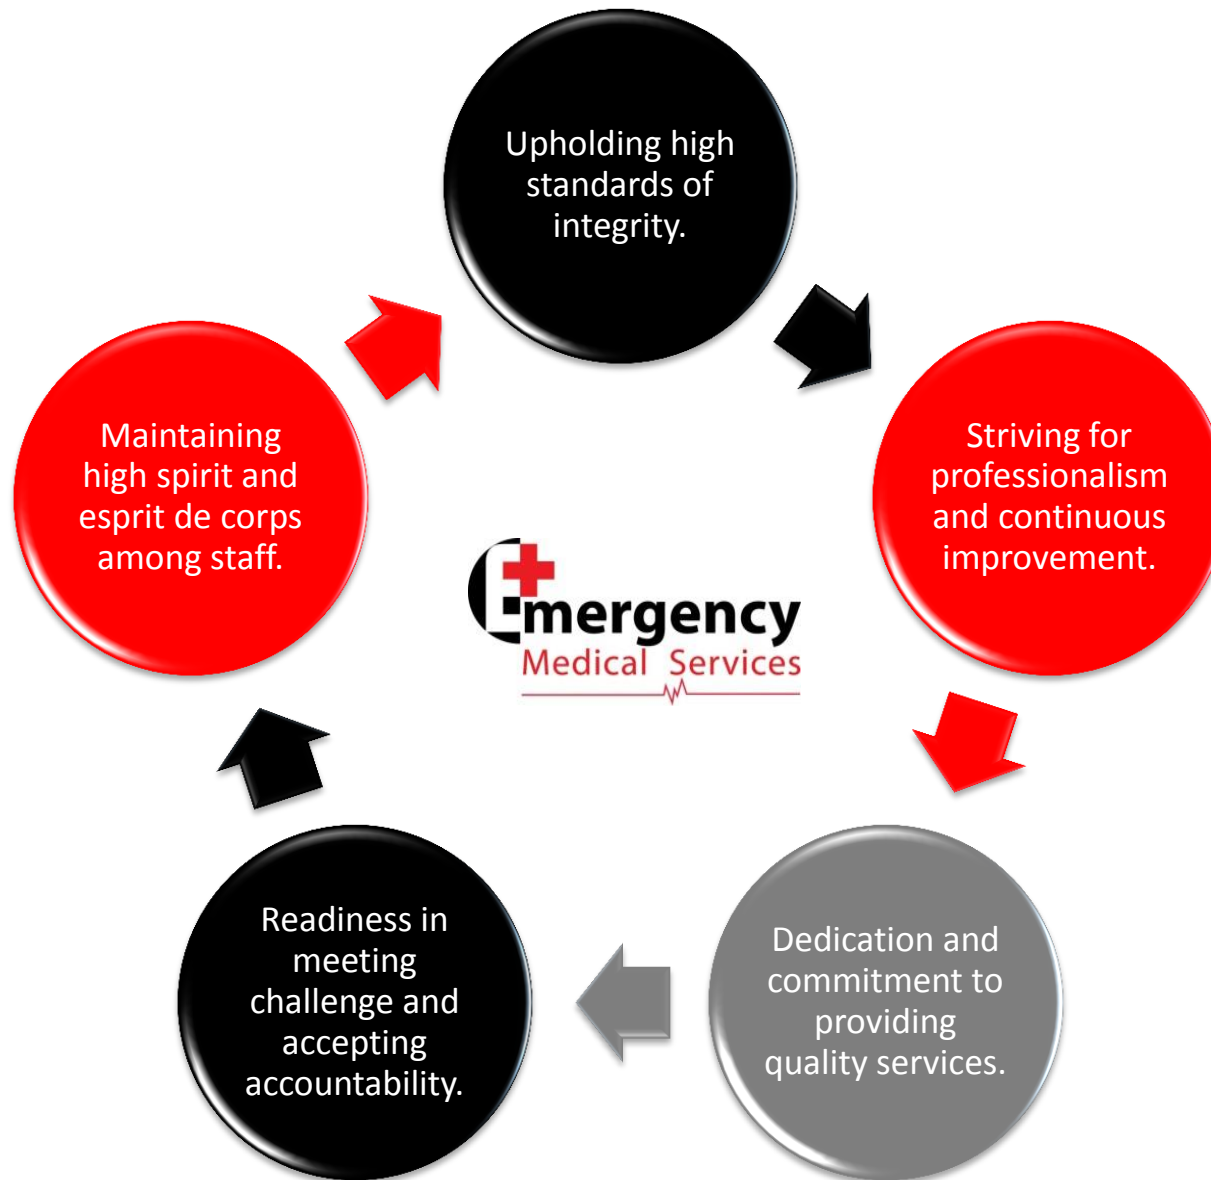 Upholding high
standards of
integrity.
Striving for
professionalism
and continuous
improvement.
Dedication and
commitment to
providing
quality services.
Readiness in
meeting
challenge and
accepting
accountability.
Maintaining
high spirit and
esprit de corps
among staff.
Emergency
Medical Services